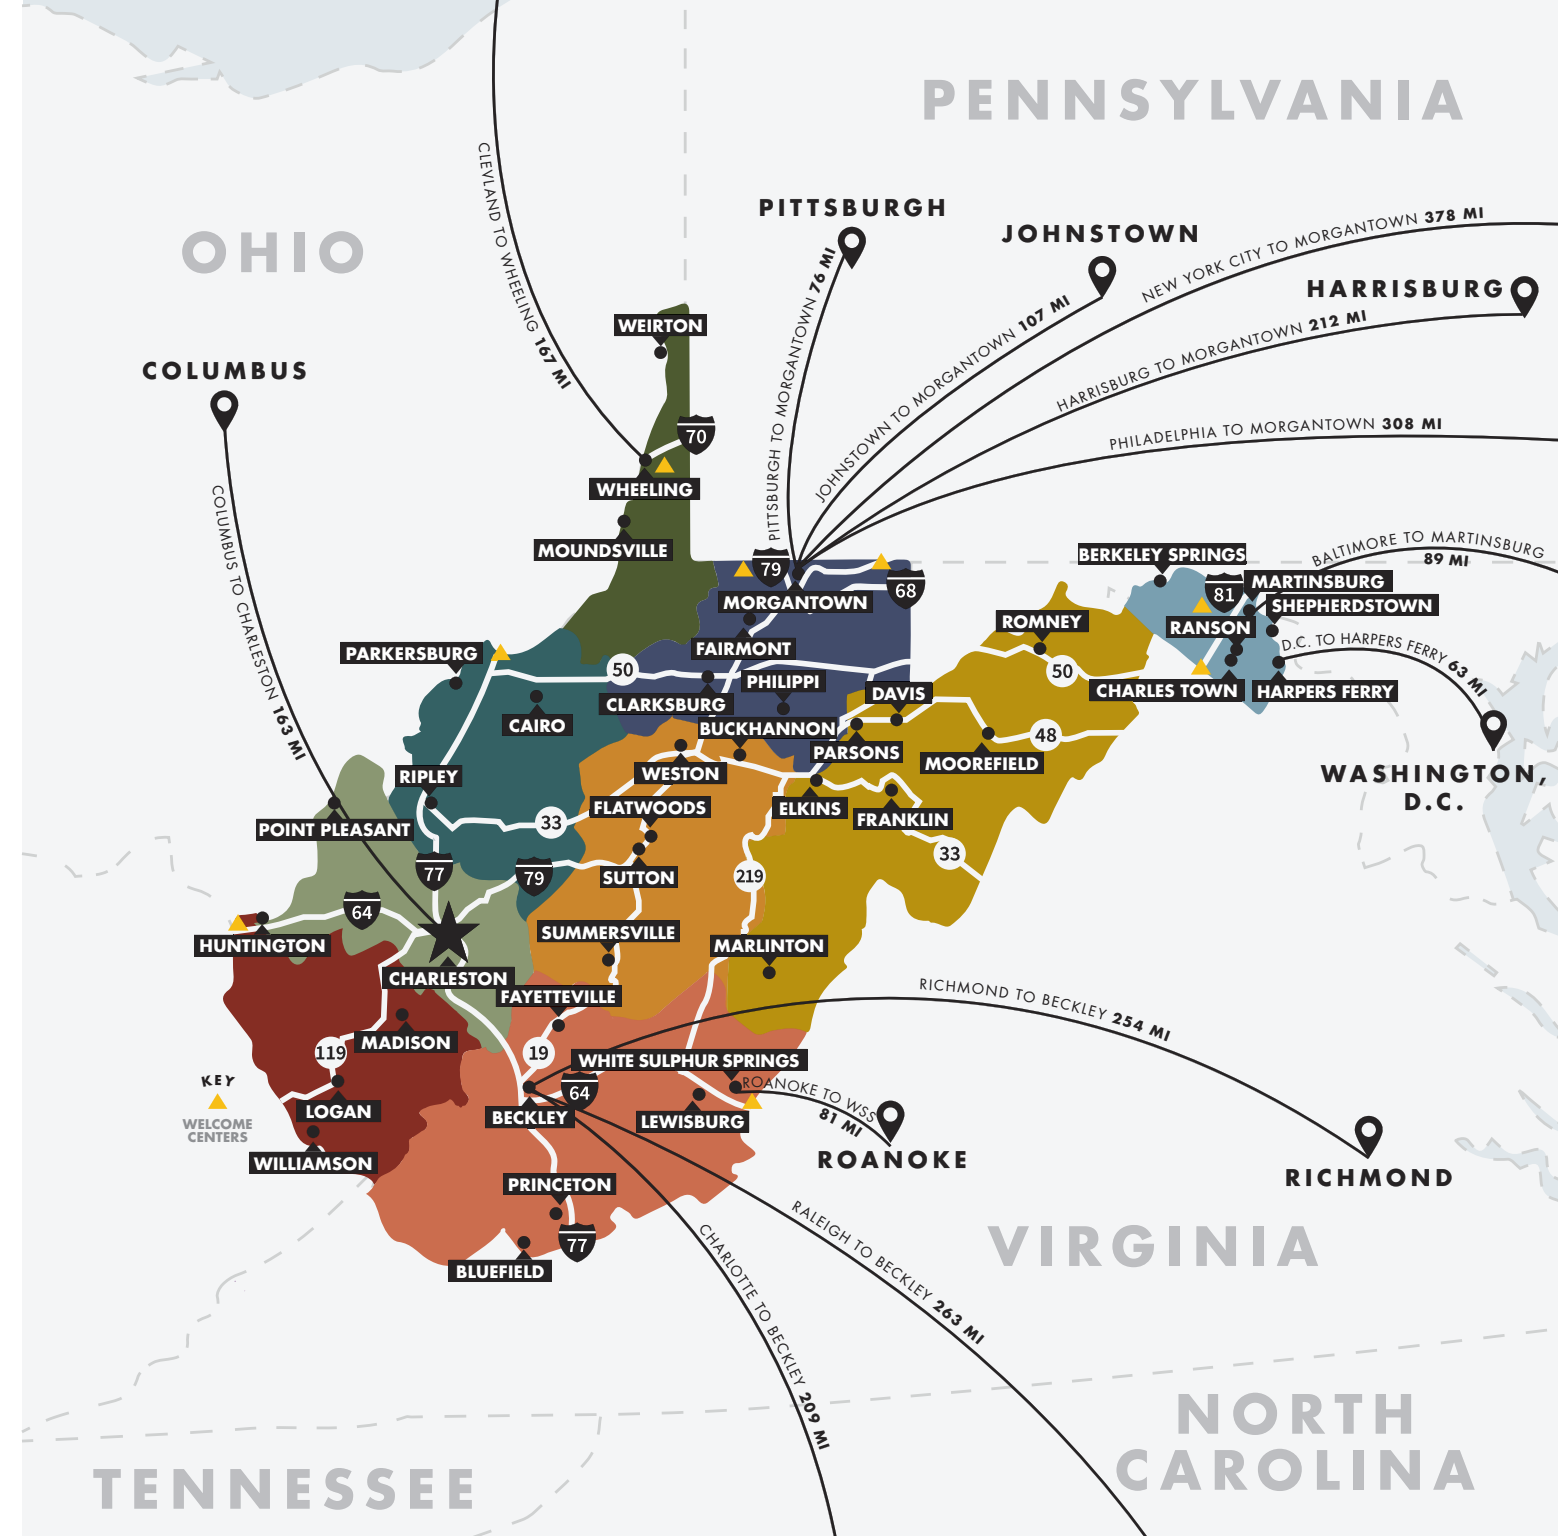 PENNSYLVANIA
OHIO
CLEVLAND TO WHEELING 167 MI
PITTSBURGH
JOHNSTOWN
NEW YORK CITY TO MORGANTOWN 378 MI
HARRISBURG
PITTSBURGH TO MORGANTOWN 76 MI
JOHNSTOWN TO MORGANTOWN 107 MI
HARRISBURG TO MORGANTOWN 212 MI
PHILADELPHIA TO MORGANTOWN 308 MI
WEIRTON
COLUMBUS
COLUMBUS TO CHARLESTON 163 MI
70
WHEELING
MOUNDSVILLE
79
68
MORGANTOWN
FAIRMONT
BERKELEY SPRINGS
BALTIMORE TO MARTINSBURG
89 MI
81
MARTINSBURG
SHEPHERDSTOWN
RANSON
D.C. TO HARPERS FERRY 63 MI
CHARLES TOWN
HARPERS FERRY
ROMNEY
50
PARKERSBURG
50
CAIRO
CLARKSBURG
PHILIPPI
DAVIS
BUCKHANNON
PARSONS
MOOREFIELD
48
WASHINGTON,
D.C.
RIPLEY
WESTON
FLATWOODS
ELKINS
FRANKLIN
POINT PLEASANT
33
33
77
79
SUTTON
219
64
HUNTINGTON
SUMMERSVILLE
MARLINTON
CHARLESTON
FAYETTEVILLE
RICHMOND TO BECKLEY 254 MI
MADISON
119
19
WHITE SULPHUR SPRINGS
KEY
WELCOME
CENTERS
LOGAN
64
BECKLEY
LEWISBURG
ROANOKE TO WSS
81 MI
ROANOKE
WILLIAMSON
RICHMOND
PRINCETON
77
BLUEFIELD
VIRGINIA
RALEIGH TO BECKLEY 263 MI
CHARLOTTE TO BECKLEY 209 MI
NORTH
CAROLINA
TENNESSEE